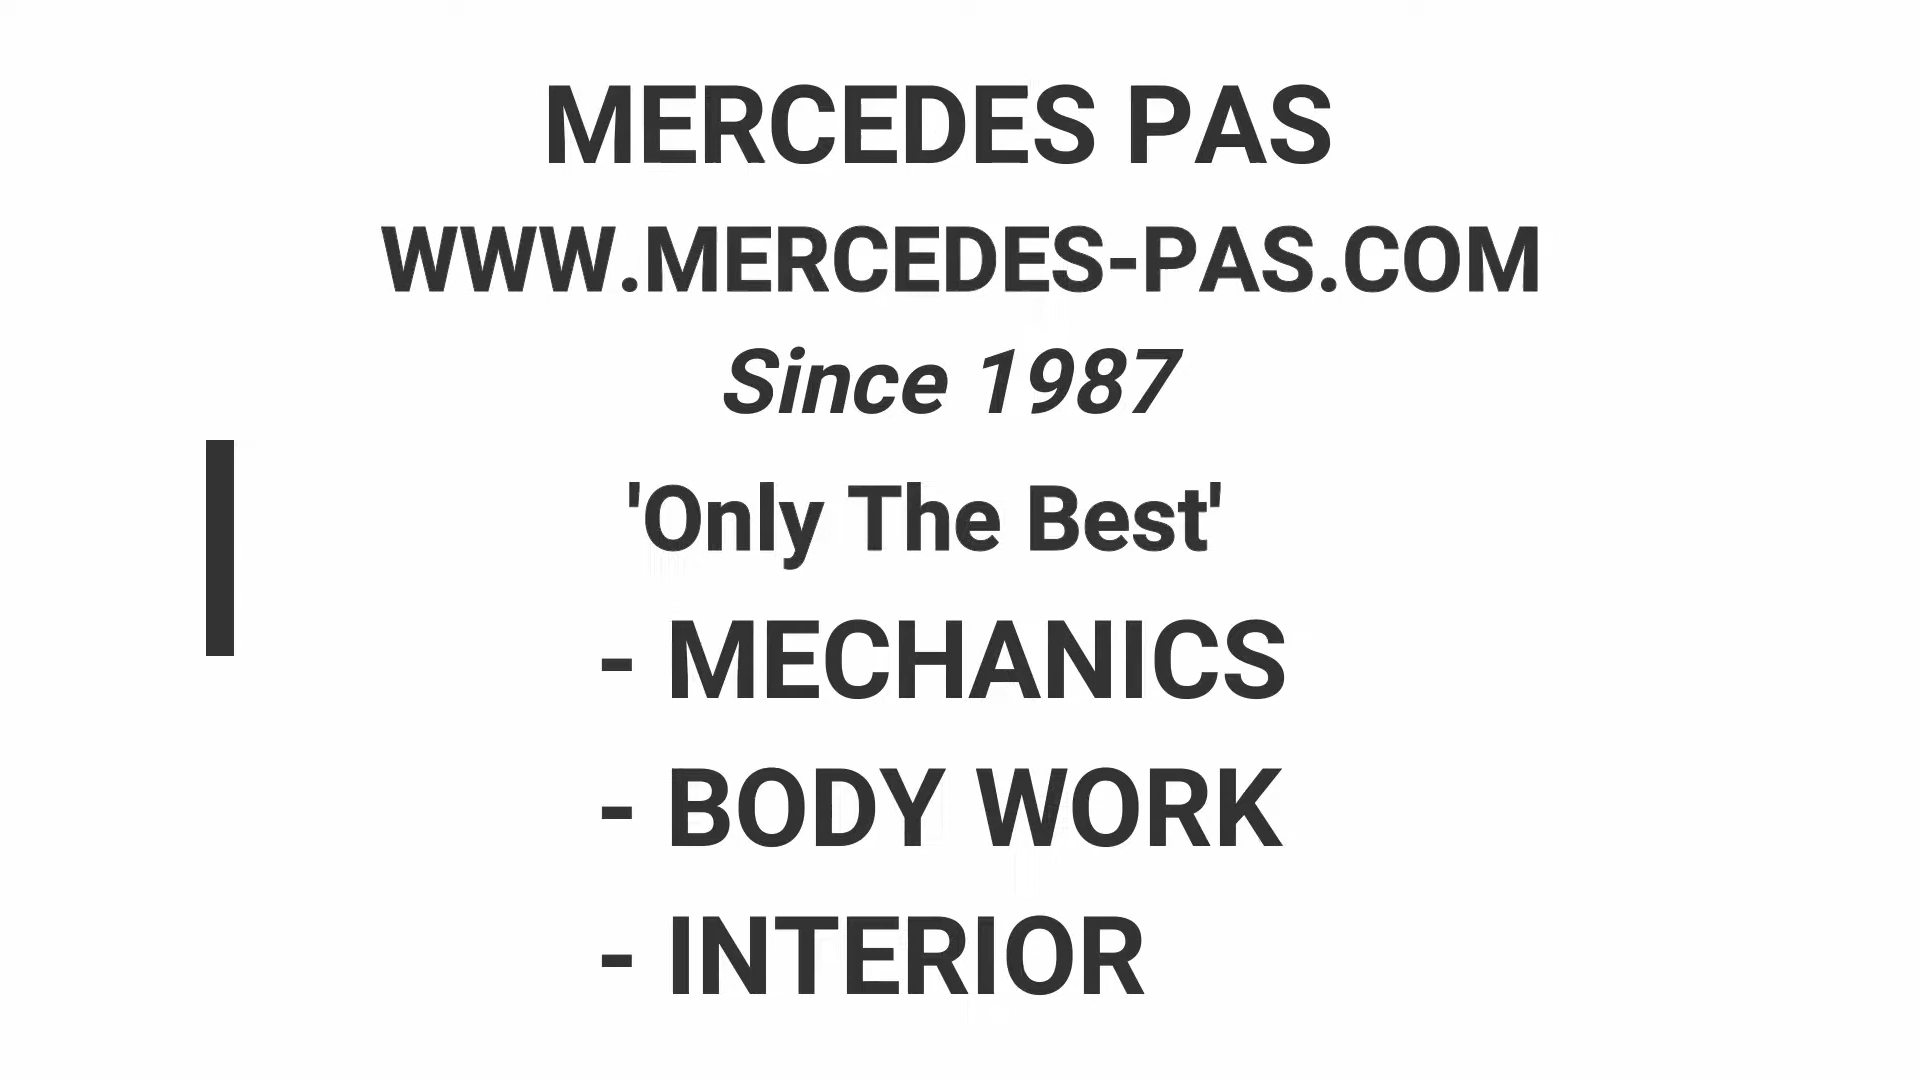 MERCEDES PAS
WWW.MERCEDES-PAS.COM
Since 1987
'Only The Best'
- MECHANICS
- BODY WORK
- INTERIOR